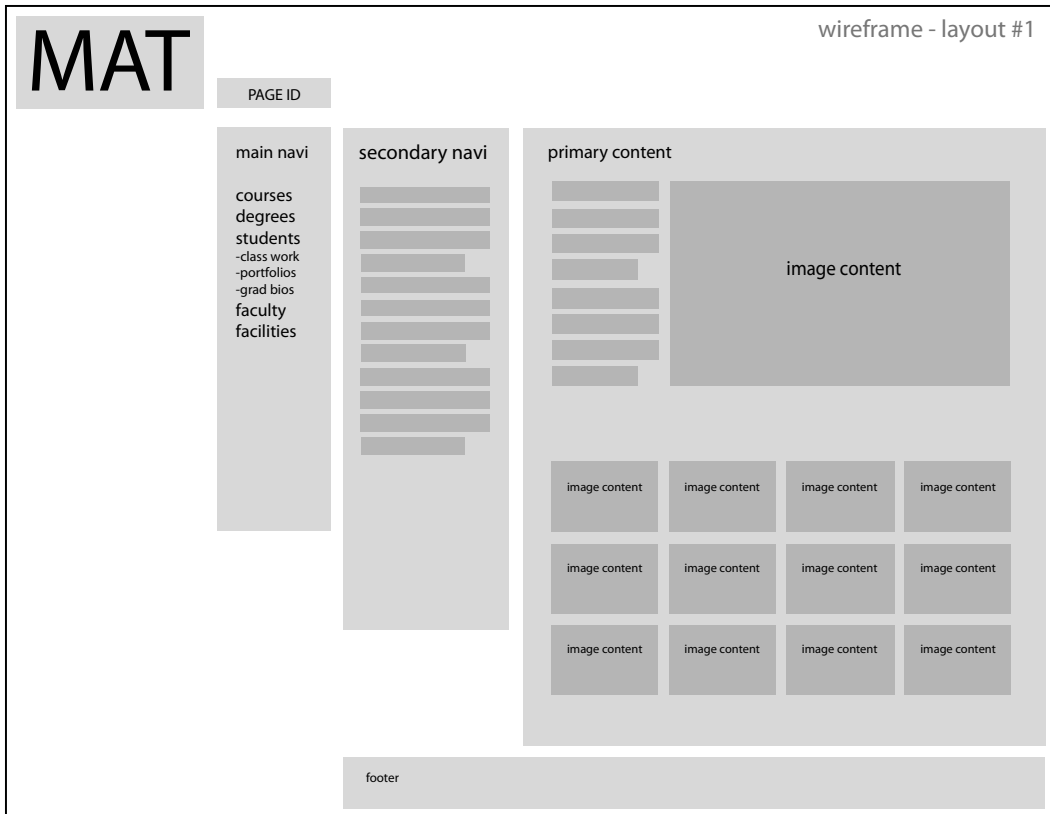 MAT
wireframe - layout #1
PAGE ID
main navi
courses
degrees
students
-class work
-portfolios
-grad bios
faculty
facilities
secondary navi
primary content
image content
image content
image content
image content
image content
image content
image content
image content
image content
image content
image content
image content
image content
footer